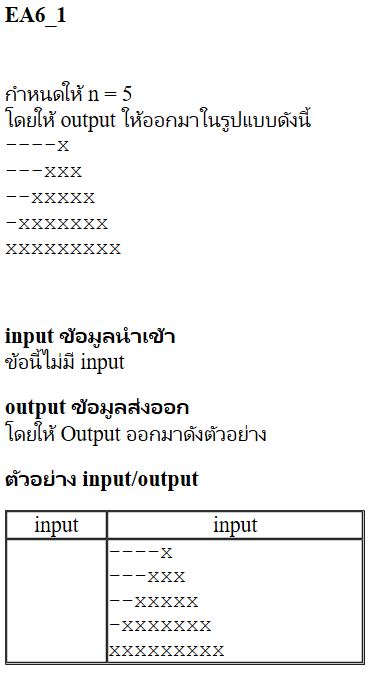 EA6_1
กำหนดให้ n = 5
โดยให้ output ให้ออกมาในรูปแบบดังนี้
----x
---xxx
--xxxxx
-xxxxxxx
xxxxxxxxx
input ข้อมูลนำเข้า
ข้อนี้ไม่มี input
output ข้อมูลส่งออก
โดยให้ Output ออกมาดังตัวอย่าง
ตัวอย่าง input/output
input input
----x
---xxx
--xxxxx
-xxxxxxx
xxxxxxxxx